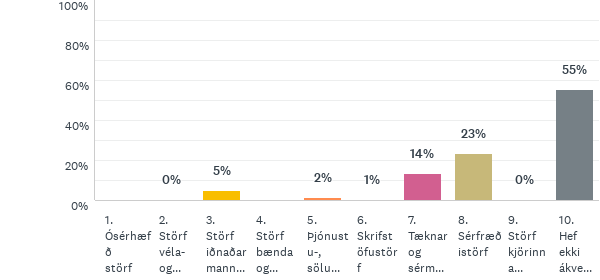 100%
80%
60%
40%
20%
0%
0%
5%
2%
1%
14%
23%
0%
55%
1.
Ósérhæf
ð
störf
2.
Störf
véla-
og...
3.
Störf
iðnaðar
mann...
4.
Störf
bænda
og...
5.
Þjónust
u-,
sölu...
6.
Skrifst
öfustör
f
7.
Tæknar
og
sérm...
8.
Sérfræð
istörf
9.
Störf
kjörinn
a...
10.
Hef
ekki
ákve...